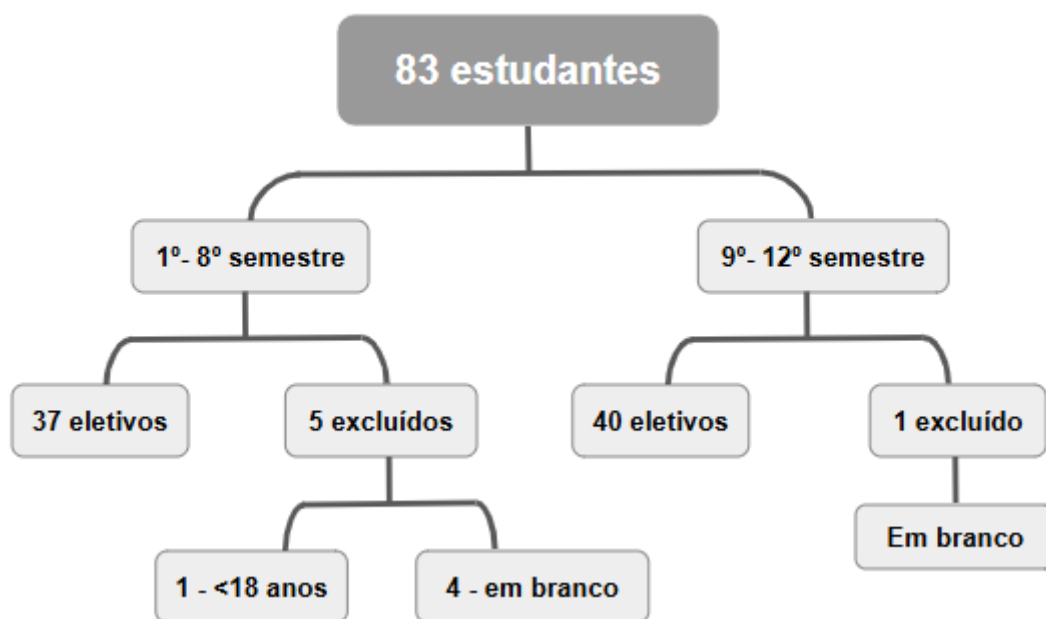 83 estudantes
1º- 8º semestre
9º- 12º semestre
37 eletivos
5 excluídos
40 eletivos
1 excluído
1 - <18 anos
4 - em branco
Em branco